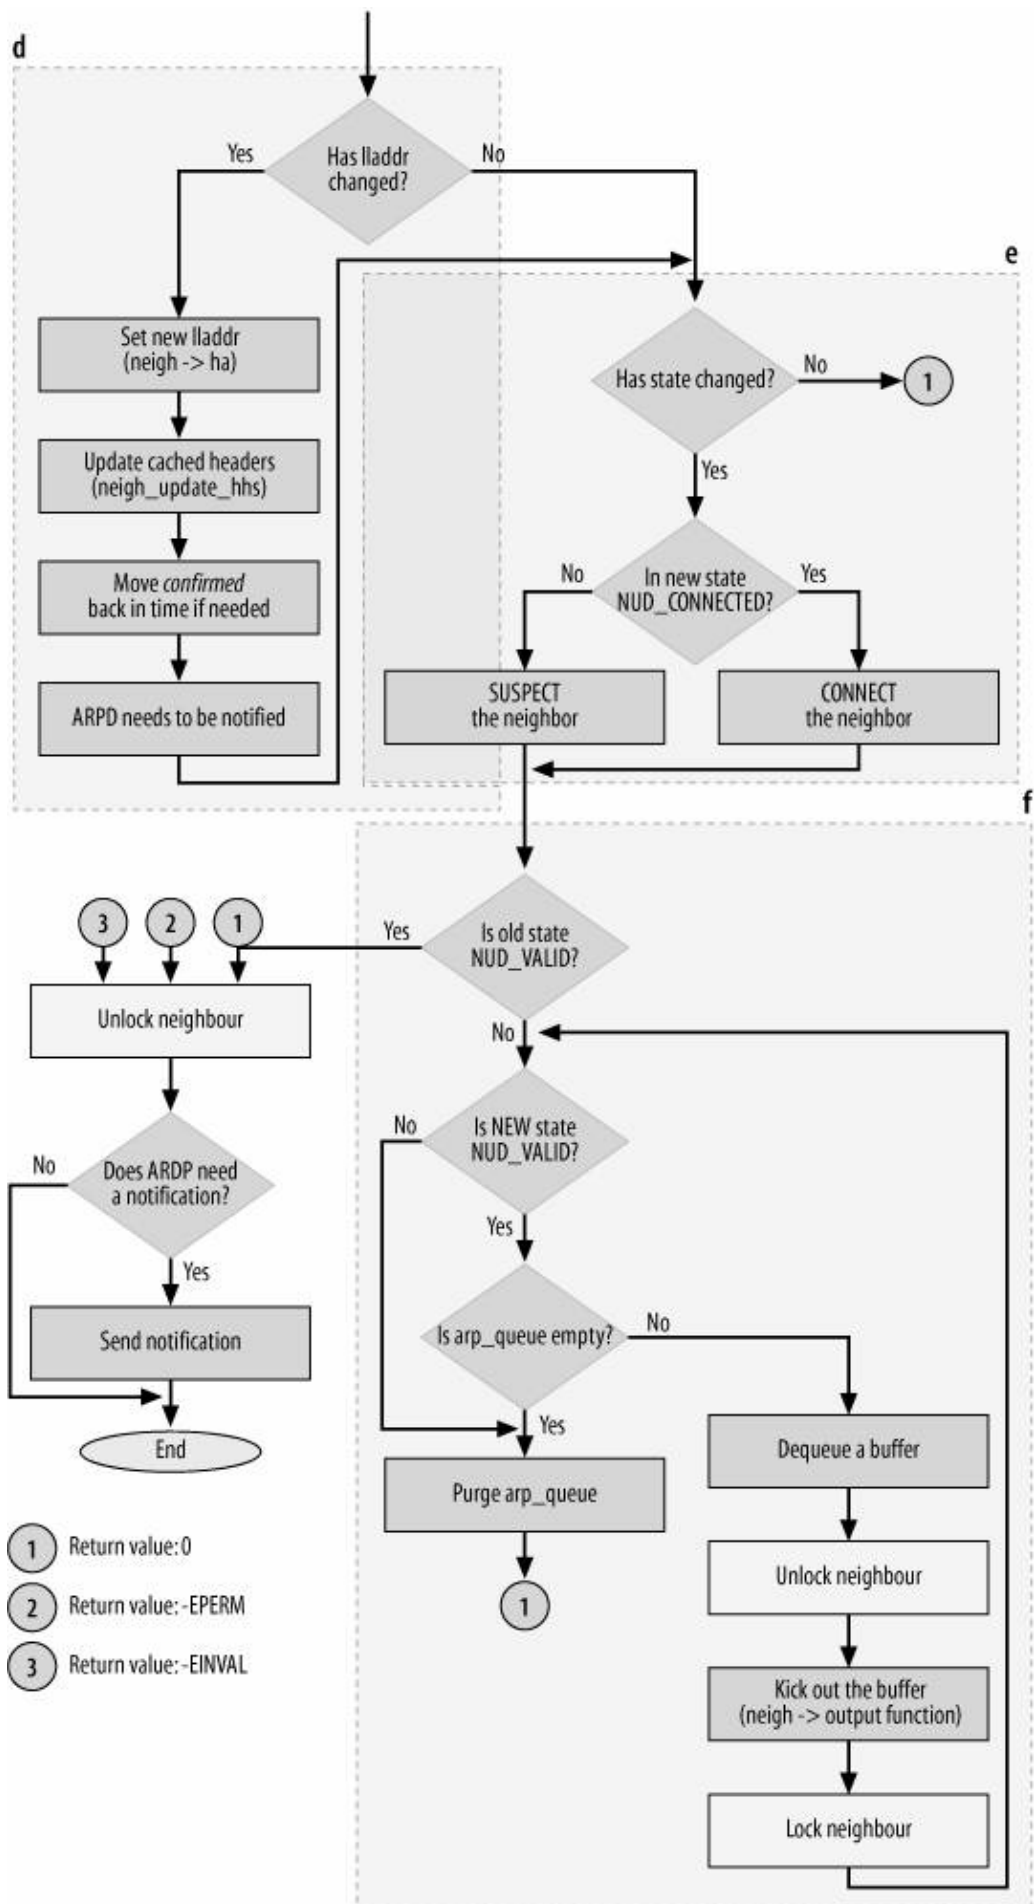 d
Has lladdr
changed?
Yes
No
e
Set new lladdr
(neigh -> ha)
Update cached headers
(neigh_update_hhs)
Move confirmed
back in time if needed
ARPD needs to be notified
Has state changed?
No
1
Yes
In new state
NUD_CONNECTED?
No
Yes
SUSPECT
the neighbor
CONNECT
the neighbor
f
3
2
1
Yes
Is old state
NUD_VALID?
Unlock neighbour
No
Is NEW state
NUD_VALID?
No
Yes
Does ARDP need
a notification?
No
Yes
Send notification
End
Is arp_queue empty?
No
Yes
Purge arp_queue
1
Dequeue a buffer
Unlock neighbour
Kick out the buffer
(neigh -> output function)
Lock neighbour
1 Return value: 0
2 Return value: -EPERM
3 Return value: -EINVAL